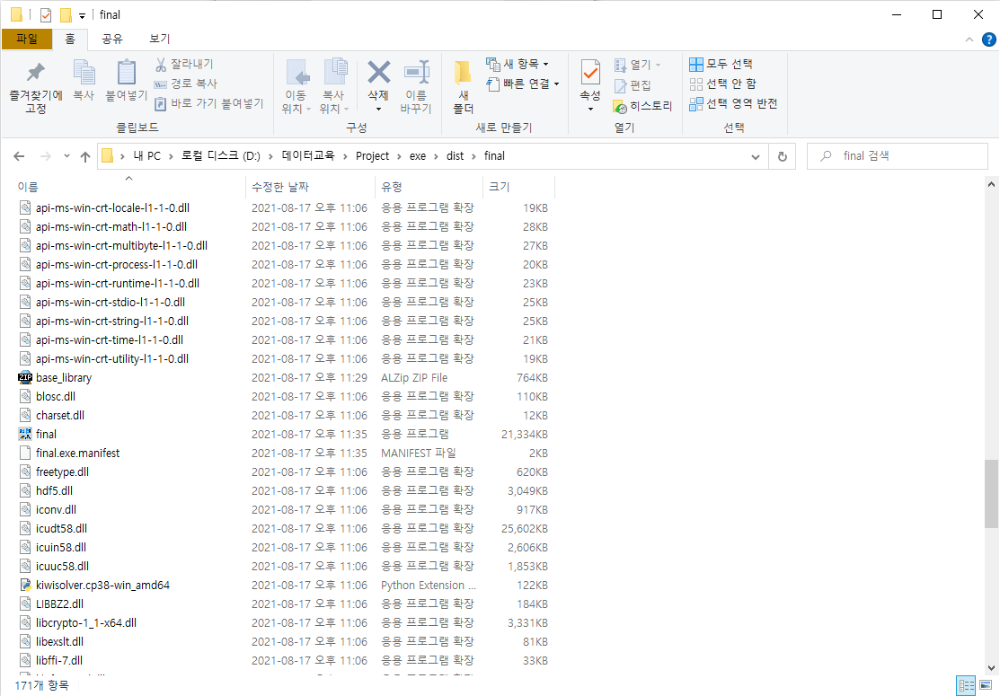 final
파일 홈 공유 보기
즐겨찾기에 고정
복사
붙여넣기
잘라내기
경로 복사
바로 가기 붙여넣기
클립보드
이동 위치
복사 위치
삭제
이름 바꾸기
구성
새 폴더
새 항목
빠른 연결
새로 만들기
속성
열기
편집
히스토리
열기
모두 선택
선택 안 함
선택 영역 반전
선택
내 PC > 로컬 디스크 (D:) > 데이터교육 > Project > exe > dist > final
final 검색
이름 수정한 날짜 유형 크기
api-ms-win-crt-locale-l1-1-0.dll 2021-08-17 오후 11:06 응용 프로그램 확장 19KB
api-ms-win-crt-math-l1-1-0.dll 2021-08-17 오후 11:06 응용 프로그램 확장 28KB
api-ms-win-crt-multibyte-l1-1-0.dll 2021-08-17 오후 11:06 응용 프로그램 확장 27KB
api-ms-win-crt-process-l1-1-0.dll 2021-08-17 오후 11:06 응용 프로그램 확장 20KB
api-ms-win-crt-runtime-l1-1-0.dll 2021-08-17 오후 11:06 응용 프로그램 확장 23KB
api-ms-win-crt-stdio-l1-1-0.dll 2021-08-17 오후 11:06 응용 프로그램 확장 25KB
api-ms-win-crt-string-l1-1-0.dll 2021-08-17 오후 11:06 응용 프로그램 확장 25KB
api-ms-win-crt-time-l1-1-0.dll 2021-08-17 오후 11:06 응용 프로그램 확장 21KB
api-ms-win-crt-utility-l1-1-0.dll 2021-08-17 오후 11:06 응용 프로그램 확장 19KB
ZIP base_library 2021-08-17 오후 11:29 ALZip ZIP File 764KB
blosc.dll 2021-08-17 오후 11:06 응용 프로그램 확장 110KB
charset.dll 2021-08-17 오후 11:06 응용 프로그램 확장 12KB
final 2021-08-17 오후 11:35 응용 프로그램 21,334KB
final.exe.manifest 2021-08-17 오후 11:35 MANIFEST 파일 2KB
freetype.dll 2021-08-17 오후 11:06 응용 프로그램 확장 620KB
hdf5.dll 2021-08-17 오후 11:06 응용 프로그램 확장 3,049KB
iconv.dll 2021-08-17 오후 11:06 응용 프로그램 확장 917KB
icudt58.dll 2021-08-17 오후 11:06 응용 프로그램 확장 25,602KB
icuin58.dll 2021-08-17 오후 11:06 응용 프로그램 확장 2,606KB
icuuc58.dll 2021-08-17 오후 11:06 응용 프로그램 확장 1,853KB
kiwisolver.cp38-win_amd64 2021-08-17 오후 11:06 Python Extension ... 122KB
LIBBZ2.dll 2021-08-17 오후 11:06 응용 프로그램 확장 184KB
libcrypto-1_1-x64.dll 2021-08-17 오후 11:06 응용 프로그램 확장 3,331KB
libexslt.dll 2021-08-17 오후 11:06 응용 프로그램 확장 81KB
libffi-7.dll 2021-08-17 오후 11:06 응용 프로그램 확장 33KB
171개 항목